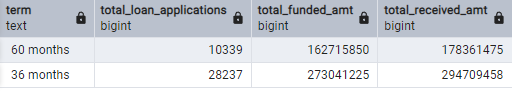 term total_loan_applications total_funded_amt total_received_amt
text bigint bigint bigint
60 months 10339 162715850 178361475
36 months 28237 273041225 294709458